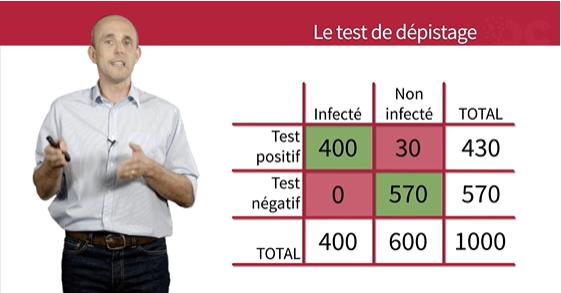 Le test de dépistage
Non
Infecté infecté TOTAL
Test
positif 400 30 430
Test
négatif 0 570 570
TOTAL 400 600 1000